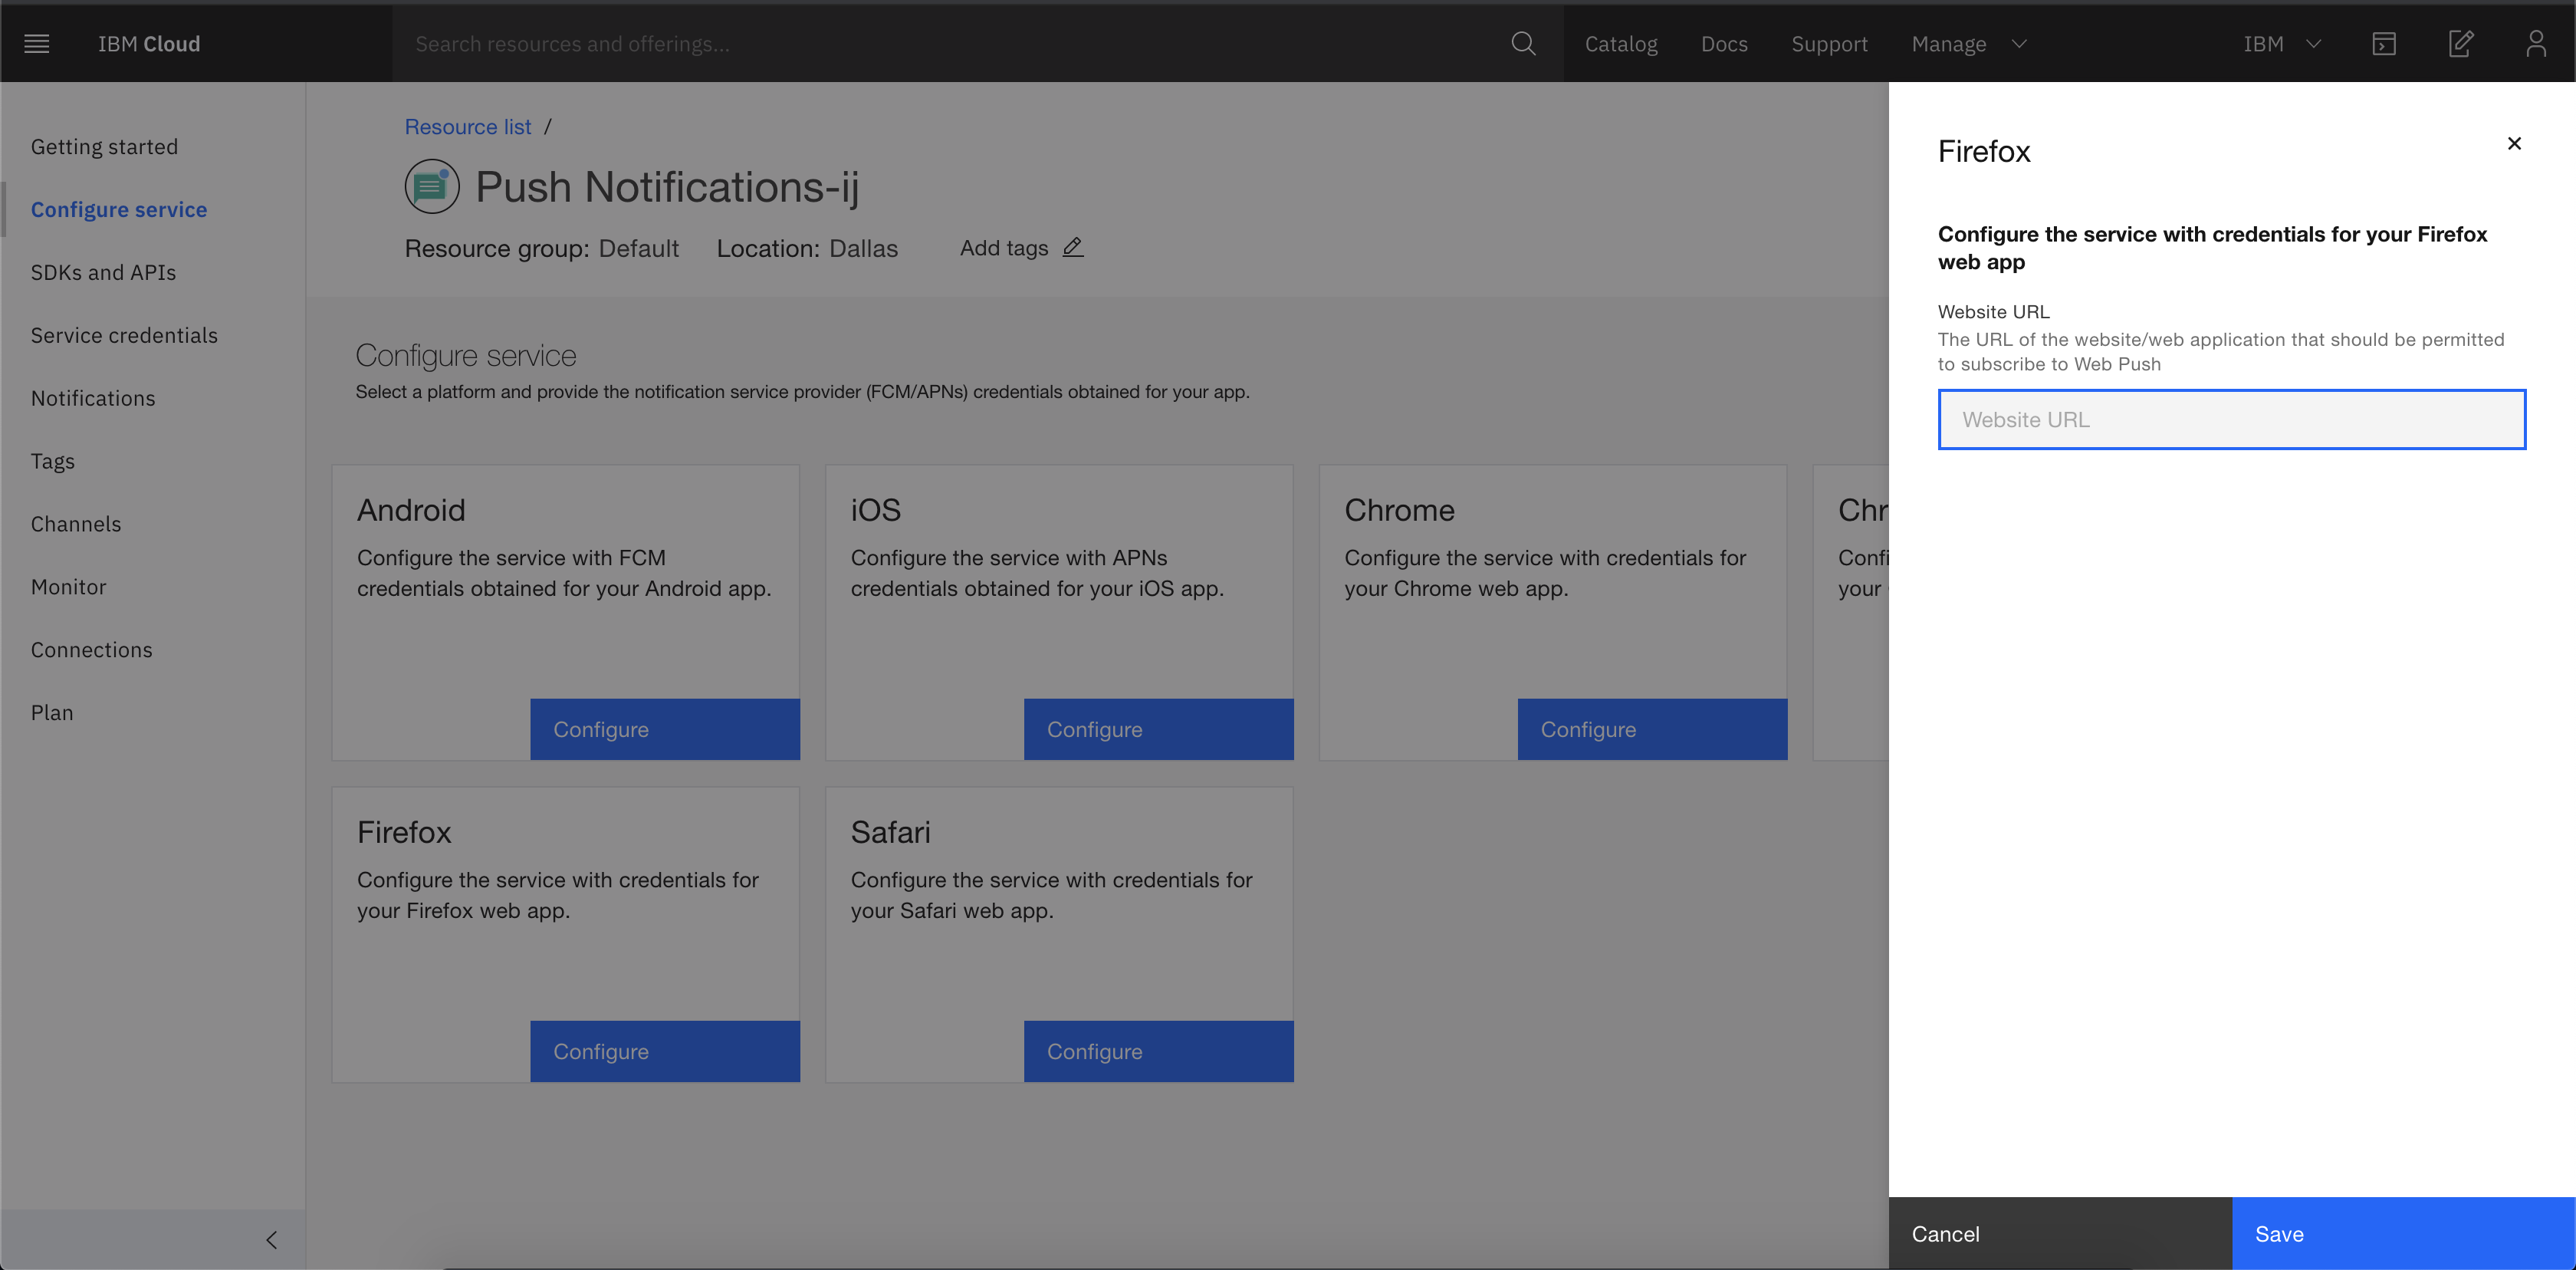 IBM Cloud
Search resources and offerings...
Catalog
Docs
Support
Manage
IBM
Getting started
Configure service
SDKs and APIs
Service credentials
Notifications
Tags
Channels
Monitor
Connections
Plan
Resource list /
Push Notifications-ij
Resource group: Default
Location: Dallas
Add tags
Configure service
Select a platform and provide the notification service provider (FCM/APNs) credentials obtained for your app.
Android
Configure the service with FCM
credentials obtained for your Android app.
Configure
iOS
Configure the service with APNs
credentials obtained for your iOS app.
Configure
Chrome
Configure the service with credentials for
your Chrome web app.
Configure
Chr
Confi
your
Firefox
Configure the service with credentials for
your Firefox web app.
Configure
Safari
Configure the service with credentials for
your Safari web app.
Configure
Firefox
Configure the service with credentials for your Firefox
web app
Website URL
The URL of the website/web application that should be permitted
to subscribe to Web Push
Website URL
Cancel
Save